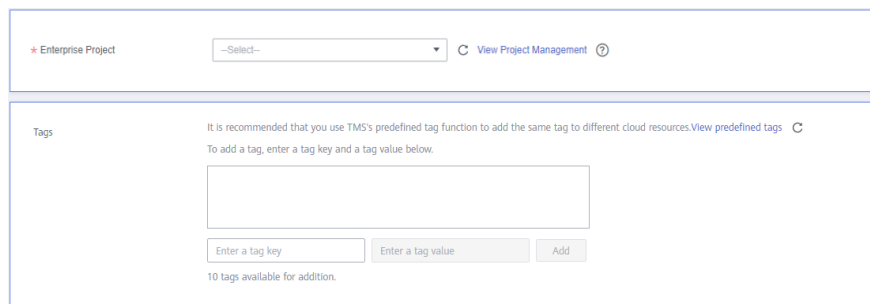 * Enterprise Project --Select-- View Project Management ?
Tags It is recommended that you use TMS's predefined tag function to add the same tag to different cloud resources.View predefined tags
To add a tag, enter a tag key and a tag value below.
Enter a tag key Enter a tag value Add
10 tags available for addition.